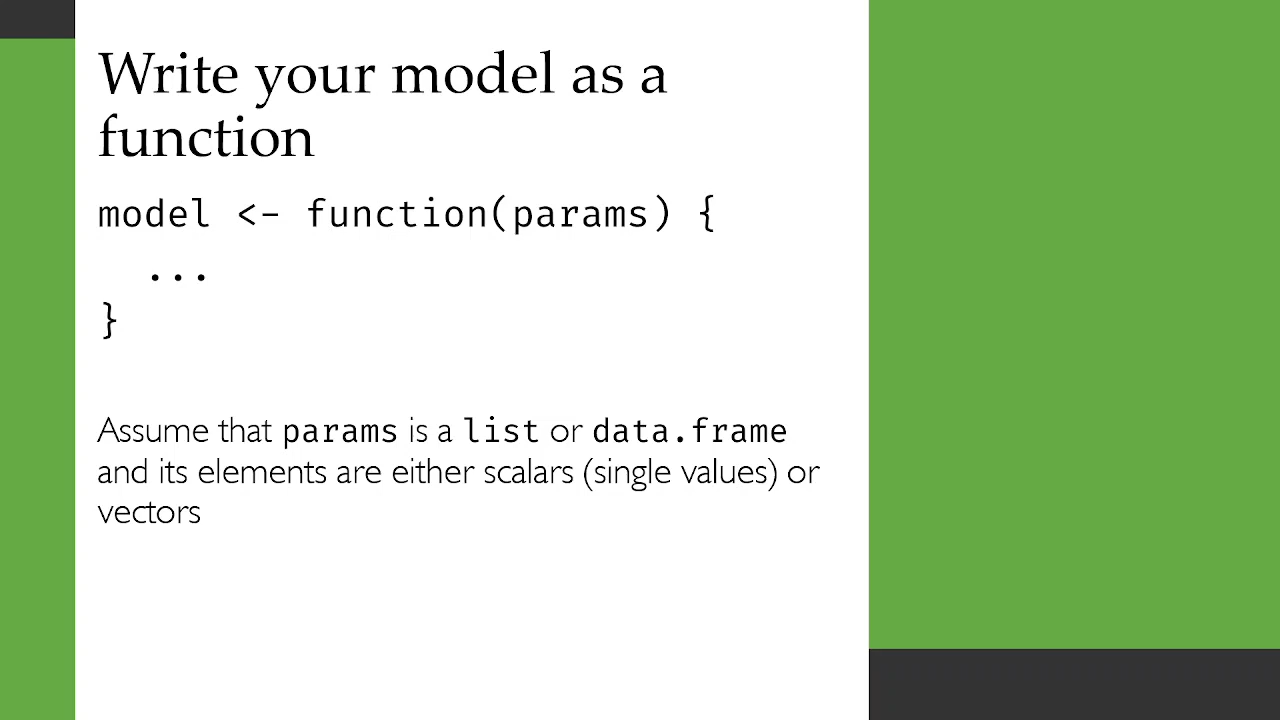 Write your model as a
function
model <- function(params) {
...
}
Assume that params is a list or data.frame
and its elements are either scalars (single values) or
vectors